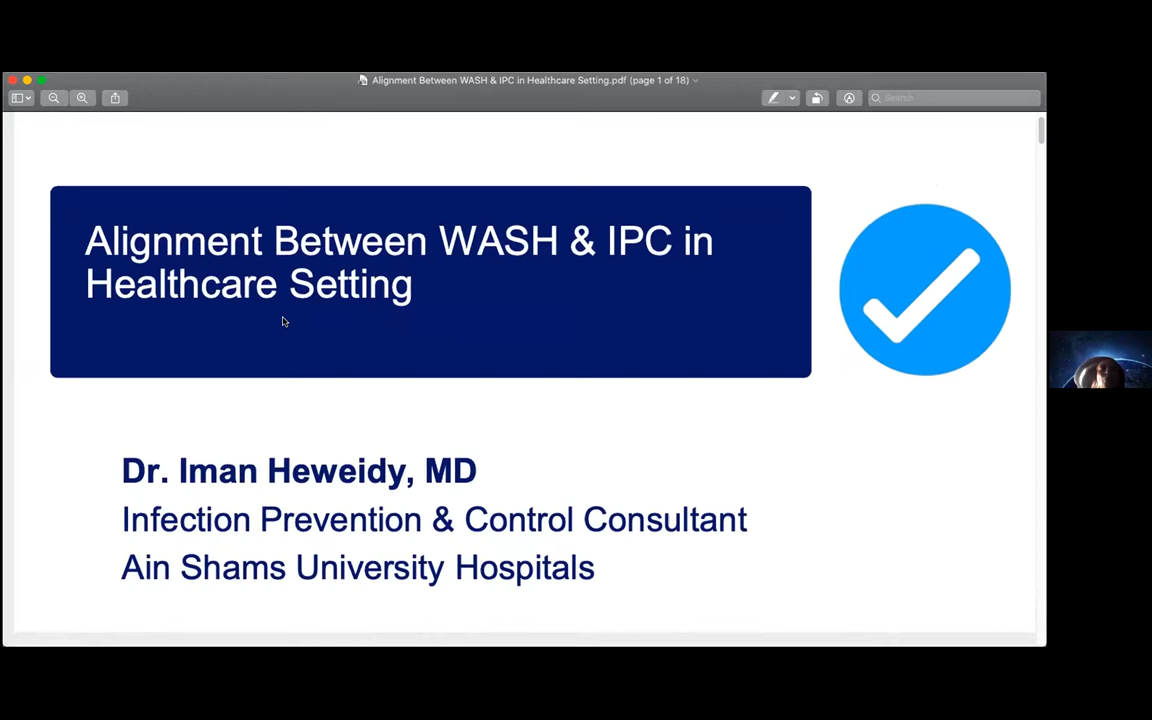 Alignment Between WASH & IPC in Healthcare Setting.pdf (page 1 of 18)
Search
Alignment Between WASH & IPC in
Healthcare Setting
Dr. Iman Heweidy, MD
Infection Prevention & Control Consultant
Ain Shams University Hospitals